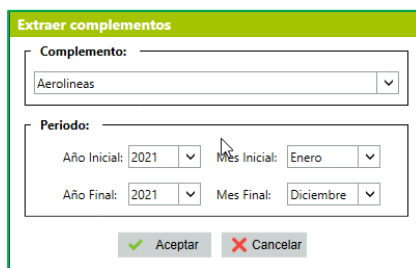 Extraer complementos
Complemento:
Aerolineas
Periodo:
Año Inicial: 2021 Mes Inicial: Enero
Año Final: 2021 Mes Final: Diciembre
Aceptar Cancelar